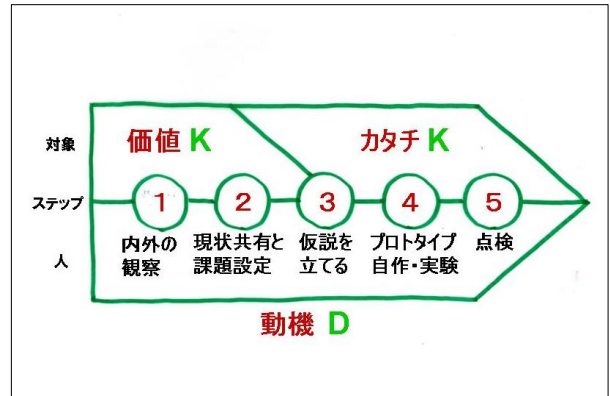 対象
価値 K
カタチ K
ステップ
1
2
3
4
5
人
内外の
観察
現状共有と
課題設定
仮説を
立てる
プロトタイプ
自作・実験
点検
動機 D